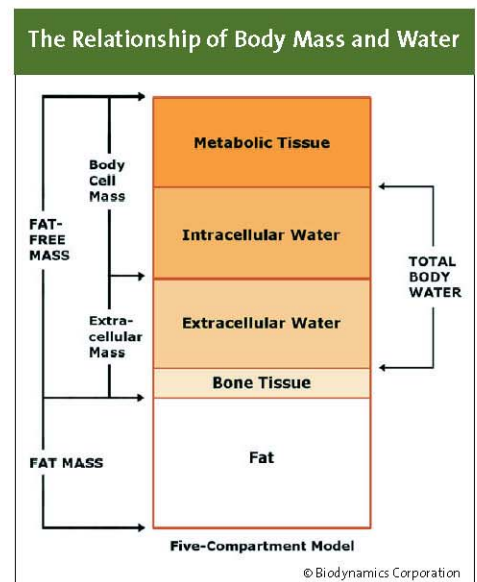 The Relationship of Body Mass and Water
Metabolic Tissue
Body
Cell
Mass
Intracellular Water
FAT-
FREE
MASS
TOTAL
BODY
WATER
Extracellular Water
Extra-
cellular
Mass
Bone Tissue
Fat
FAT MASS
Five-Compartment Model
© Biodynamics Corporation